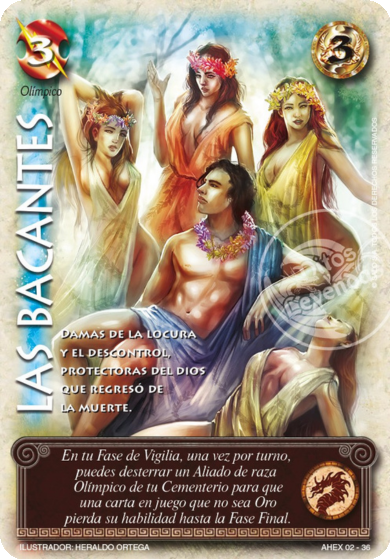 3
3
Olímpico
LAS BACANTES
DAMAS DE LA LOCURA
Y EL DESCONTROL,
PROTECTORAS DEL DIOS
QUE REGRESÓ DE
LA MUERTE.
En tu Fase de Vigilia, una vez por turno,
puedes desterrar un Aliado de raza
Olímpico de tu Cementerio para que
una carta en juego que no sea Oro
pierda su habilidad hasta la Fase Final.
ILUSTRADOR: HERALDO ORTEGA
AHEX 02 - 36